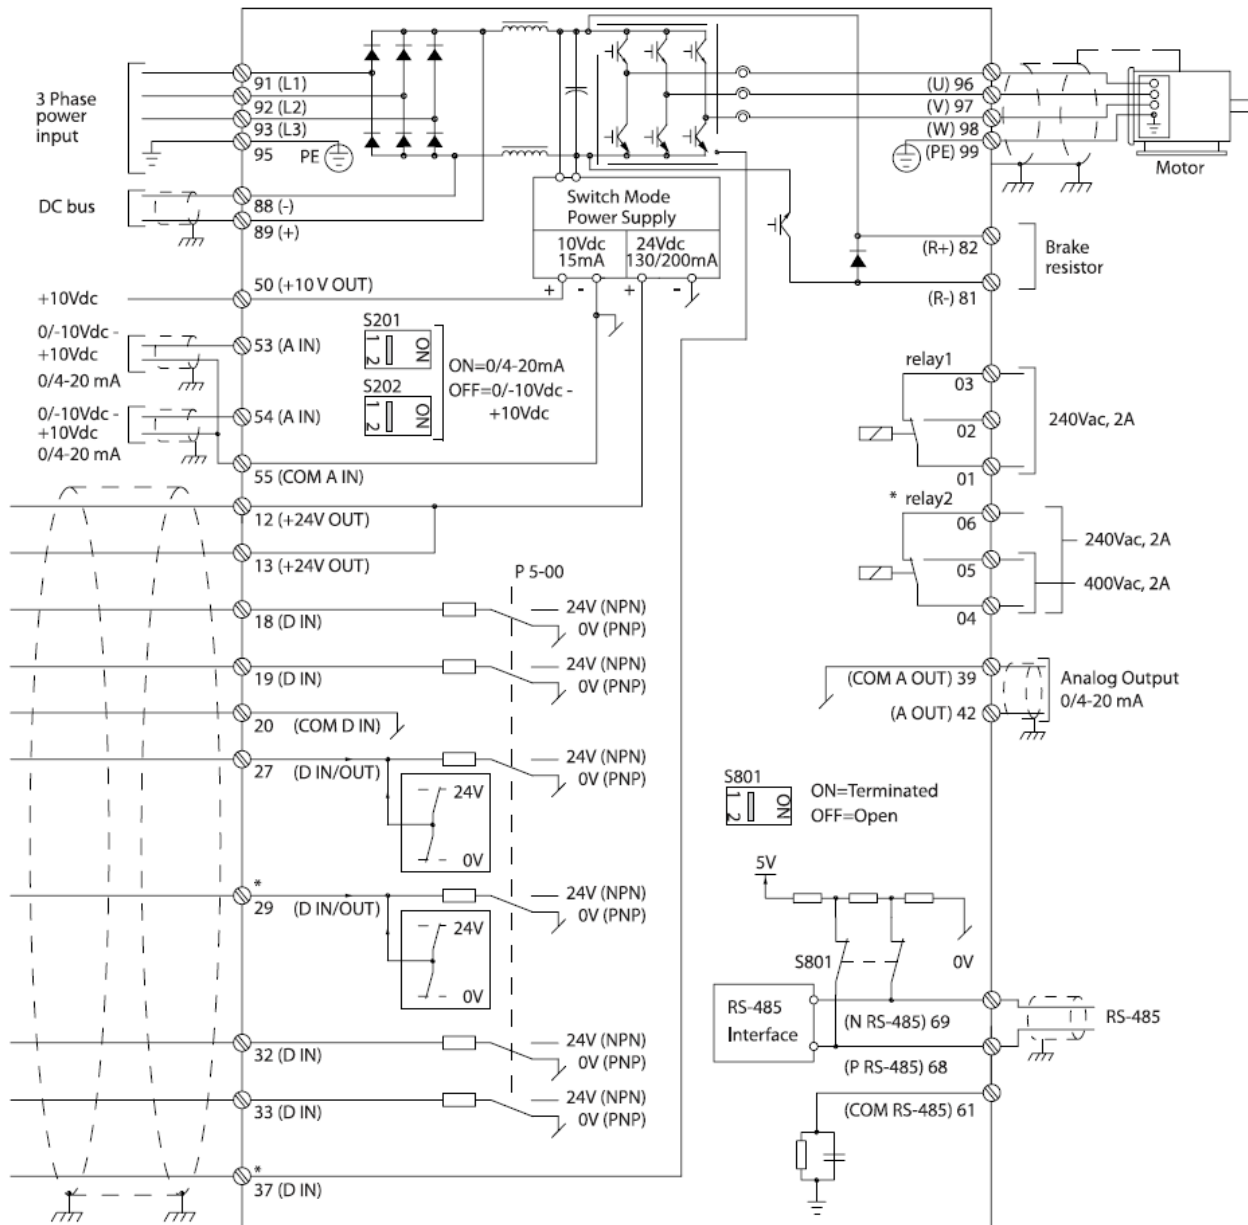 3 Phase
power
input
91 (L1)
92 (L2)
93 (L3)
95
PE
DC bus
88 (-)
89 (+)
+10Vdc
50 (+10 V OUT)
0/-10Vdc -
+10Vdc
0/4-20 mA
53 (A IN)
0/-10Vdc -
+10Vdc
0/4-20 mA
54 (A IN)
55 (COM A IN)
12 (+24V OUT)
13 (+24V OUT)
18 (D IN)
19 (D IN)
20 (COM D IN)
27 (D IN/OUT)
24V
0V
*
29 (D IN/OUT)
24V
0V
32 (D IN)
33 (D IN)
*
37 (D IN)
S201
1
2
ON
S202
1
2
ON
ON=0/4-20mA
OFF=0/-10Vdc -
+10Vdc
P 5-00
24V (NPN)
0V (PNP)
24V (NPN)
0V (PNP)
24V (NPN)
0V (PNP)
24V (NPN)
0V (PNP)
24V (NPN)
0V (PNP)
24V (NPN)
0V (PNP)
Switch Mode
Power Supply
10Vdc
15mA
24Vdc
130/200mA
+ - + -
(U) 96
(V) 97
(W) 98
(PE) 99
Motor
(R+) 82
(R-) 81
Brake
resistor
relay1
03
02
01
240Vac, 2A
* relay2
06
05
04
240Vac, 2A
400Vac, 2A
(COM A OUT) 39
(A OUT) 42
Analog Output
0/4-20 mA
S801
1
2
ON
ON=Terminated
OFF=Open
5V
S801
0V
RS-485
Interface
(N RS-485) 69
(P RS-485) 68
(COM RS-485) 61
RS-485